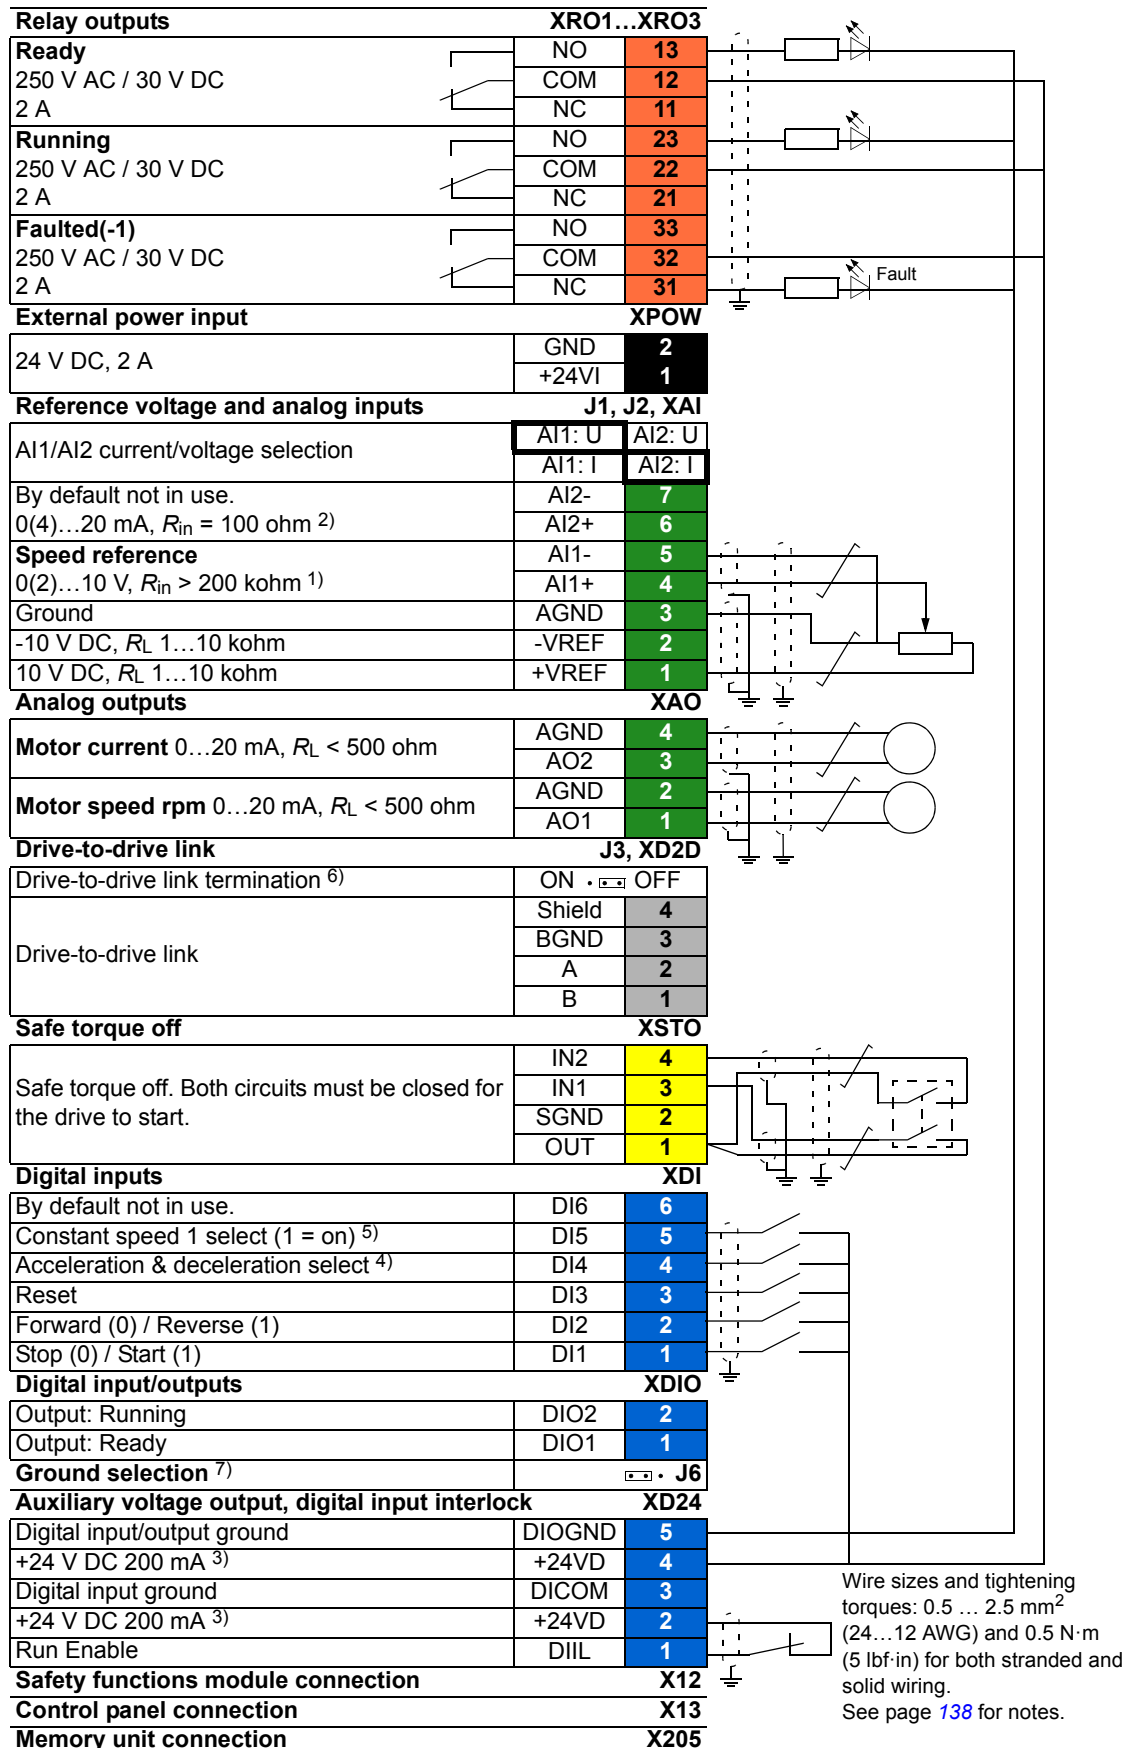 Relay outputs XRO1…XRO3
Ready NO 13
250 V AC / 30 V DC COM 12
2 A NC 11
Running NO 23
250 V AC / 30 V DC COM 22
2 A NC 21
Faulted(-1) NO 33
250 V AC / 30 V DC COM 32
2 A NC 31
Fault
External power input XPOW
24 V DC, 2 A
GND 2
+24VI 1
Reference voltage and analog inputs J1, J2, XAI
AI1/AI2 current/voltage selection
AI1: U AI2: U
AI1: I AI2: I
By default not in use. AI2- 7
0(4)…20 mA, Rin = 100 ohm 2) AI2+ 6
Speed reference AI1- 5
0(2)…10 V, Rin > 200 kohm 1) AI1+ 4
Ground AGND 3
-10 V DC, RL 1…10 kohm -VREF 2
10 V DC, RL 1…10 kohm +VREF 1
Analog outputs XAO
Motor current 0…20 mA, RL < 500 ohm
AGND 4
AO2 3
Motor speed rpm 0…20 mA, RL < 500 ohm
AGND 2
AO1 1
Drive-to-drive link J3, XD2D
Drive-to-drive link termination 6) ON OFF
Drive-to-drive link
Shield 4
BGND 3
A 2
B 1
Safe torque off XSTO
Safe torque off. Both circuits must be closed for
the drive to start.
IN2 4
IN1 3
SGND 2
OUT 1
Digital inputs XDI
By default not in use. DI6 6
Constant speed 1 select (1 = on) 5) DI5 5
Acceleration & deceleration select 4) DI4 4
Reset DI3 3
Forward (0) / Reverse (1) DI2 2
Stop (0) / Start (1) DI1 1
Digital input/outputs XDIO
Output: Running DIO2 2
Output: Ready DIO1 1
Ground selection 7) J6
Auxiliary voltage output, digital input interlock XD24
Digital input/output ground DIOGND 5
+24 V DC 200 mA 3) +24VD 4
Digital input ground DICOM 3
+24 V DC 200 mA 3) +24VD 2
Run Enable DIIL 1
Safety functions module connection X12
Control panel connection X13
Memory unit connection X205
Wire sizes and tightening
torques: 0.5 … 2.5 mm2
(24…12 AWG) and 0.5 N·m
(5 lbf·in) for both stranded and
solid wiring.
See page 138 for notes.